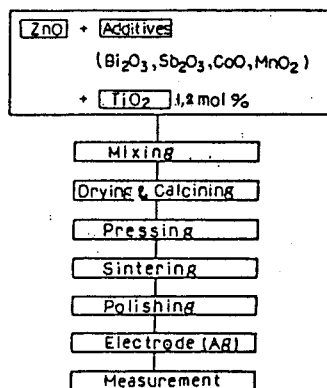 ZnO + Additives
(Bi₂O₃, Sb₂O₃, CoO, MnO₂)
+ TiO₂ 1,2 mol %
Mixing
Drying & Calcining
Pressing
Sintering
Polishing
Electrode (Ag)
Measurement